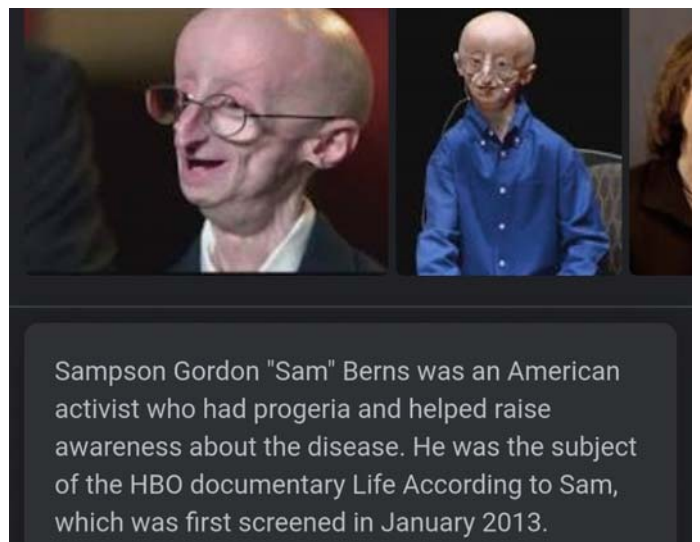 Sampson Gordon "Sam" Berns was an American
activist who had progeria and helped raise
awareness about the disease. He was the subject
of the HBO documentary Life According to Sam,
which was first screened in January 2013.